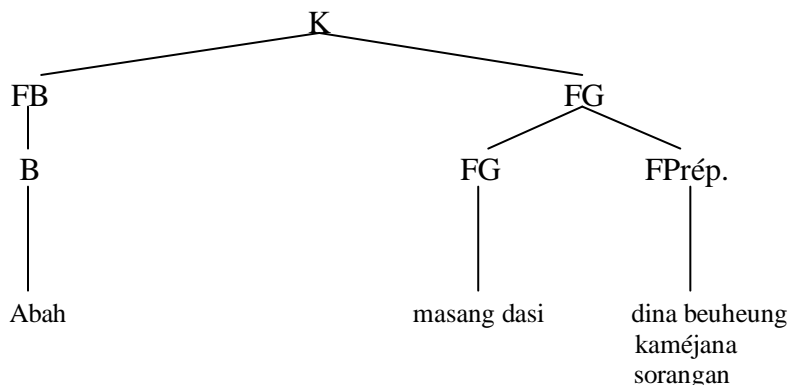 K
FB FG
B FG FPrép.
Abah masang dasi dina beuheung
kaméjana
sorangan